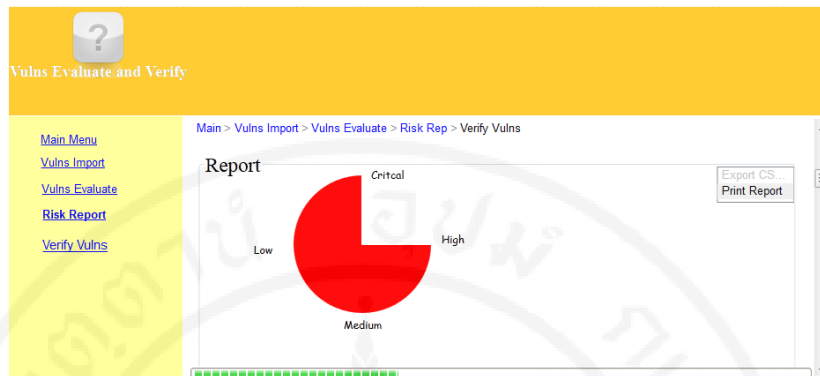 ?
Vulns Evaluate and Verify
Main > Vulns Import > Vulns Evaluate > Risk Rep > Verify Vulns
Main Menu
Vulns Import
Vulns Evaluate
Risk Report
Verify Vulns
Report
Critcal
High
Low
Medium
Export CS...
Print Report